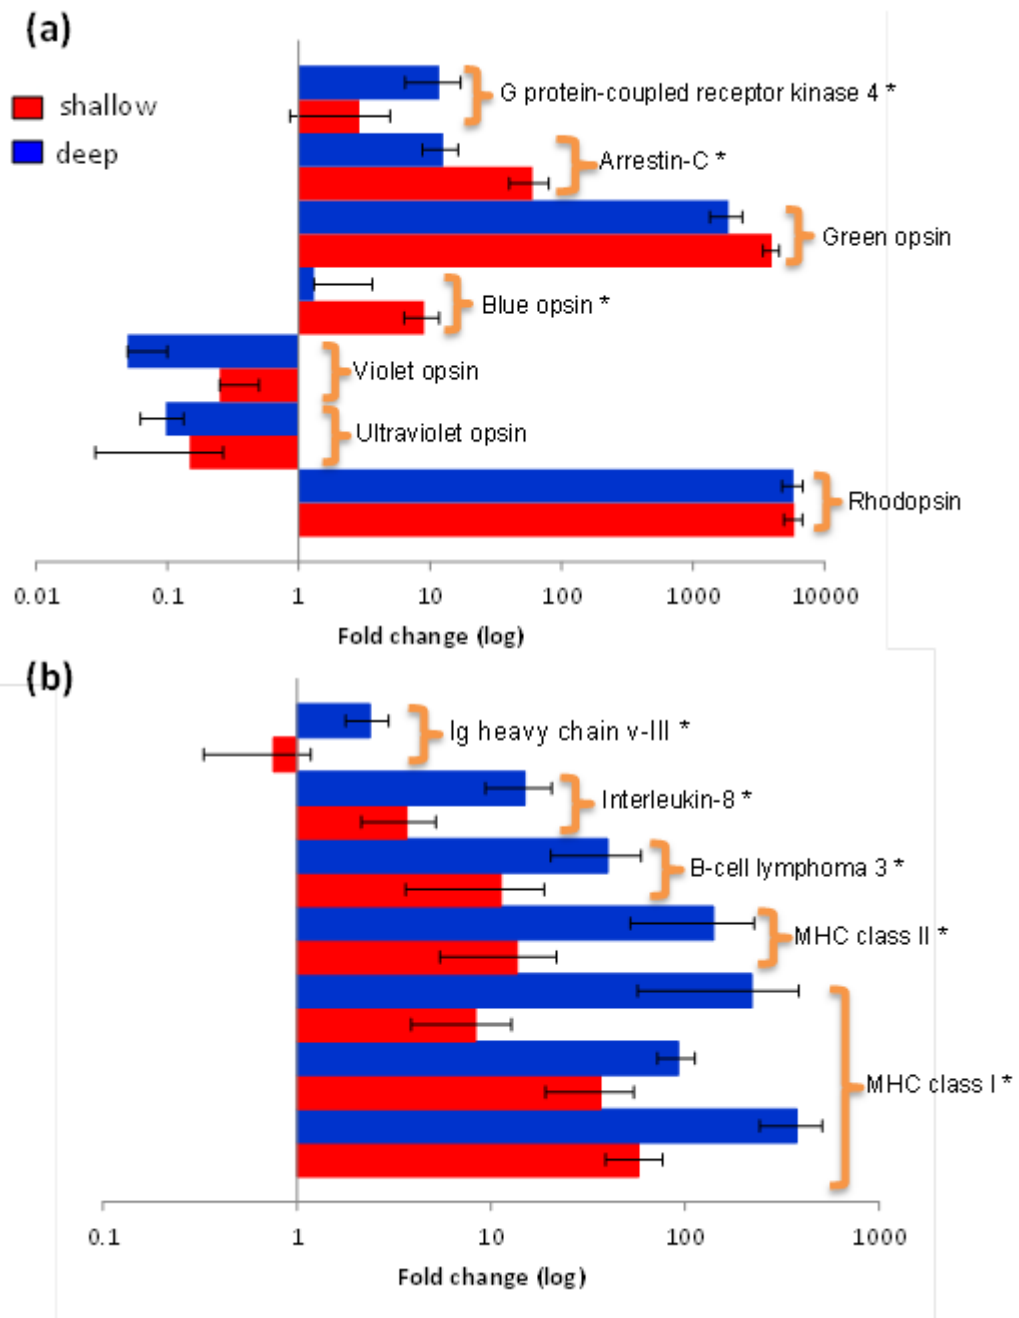 (a)
shallow
deep
G protein-coupled receptor kinase 4 *
Arrestin-C *
Green opsin
Blue opsin *
Violet opsin
Ultraviolet opsin
Rhodopsin
0.01 0.1 1 10 100 1000 10000
Fold change (log)
(b)
Ig heavy chain v-III *
Interleukin-8 *
B-cell lymphoma 3 *
MHC class II *
MHC class I *
0.1 1 10 100 1000
Fold change (log)